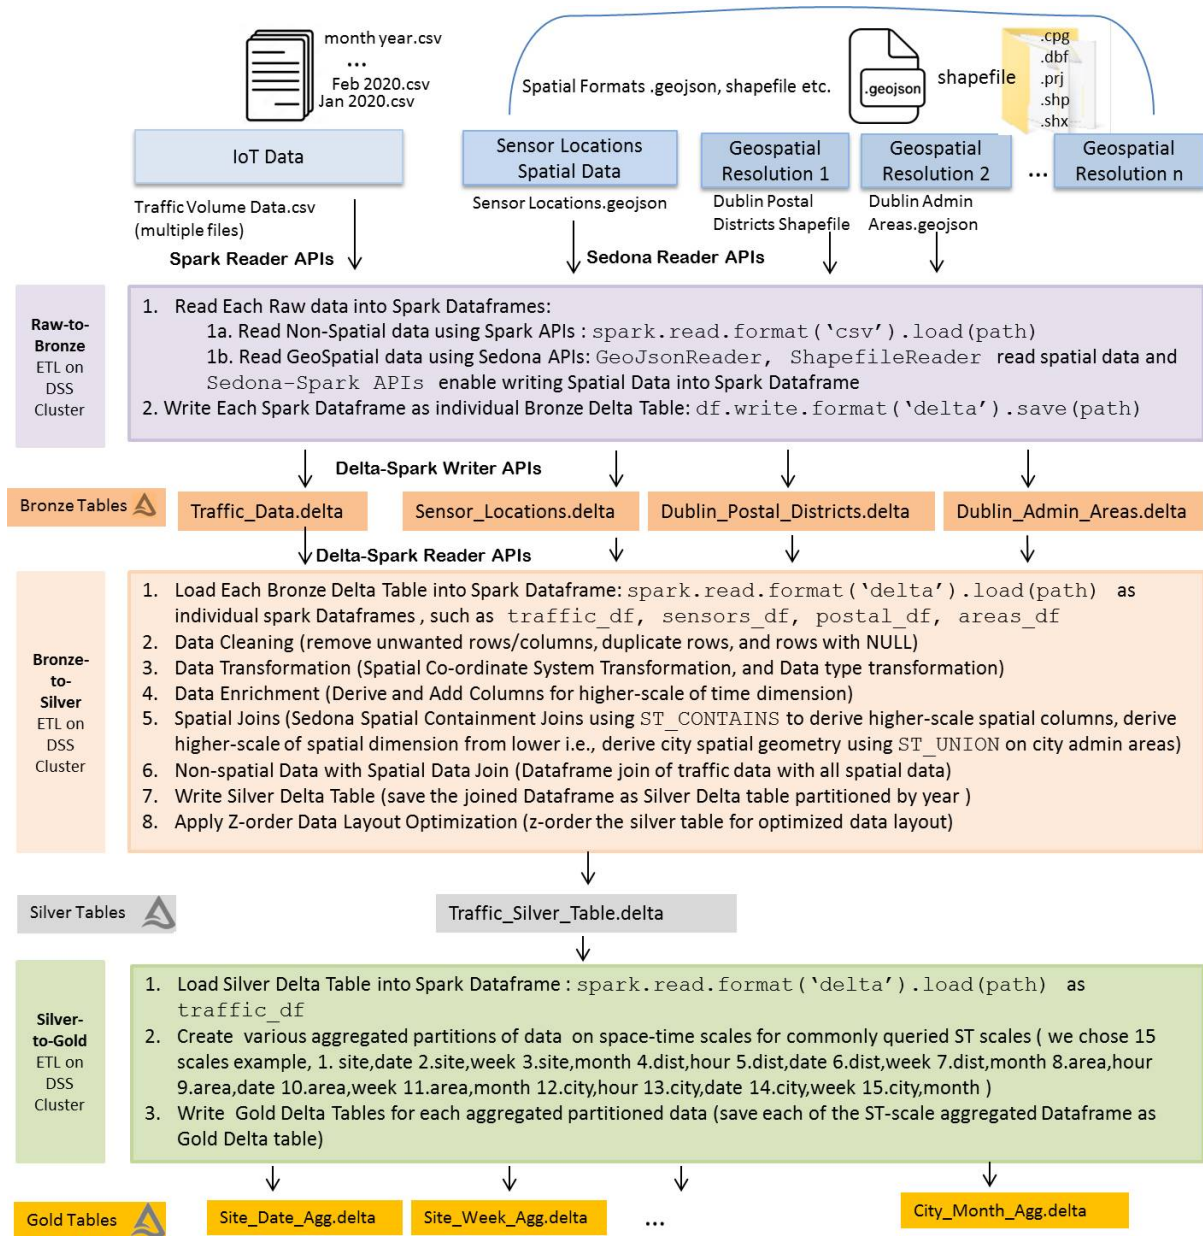 month year.csv
...
Feb 2020.csv
Jan 2020.csv
Spatial Formats .geojson, shapefile etc.
.geojson
shapefile
.cpg
.dbf
.prj
.shp
.shx
IoT Data
Sensor Locations
Spatial Data
Geospatial
Resolution 1
Geospatial
Resolution 2
...
Geospatial
Resolution n
Traffic Volume Data.csv
(multiple files)
Sensor Locations.geojson
Dublin Postal
Districts Shapefile
Dublin Admin
Areas.geojson
Spark Reader APIs
Sedona Reader APIs
Raw-to-
Bronze
ETL on
DSS
Cluster
1. Read Each Raw data into Spark Dataframes:
1a. Read Non-Spatial data using Spark APIs : spark.read.format(‘csv’).load(path)
1b. Read GeoSpatial data using Sedona APIs: GeoJsonReader, ShapefileReader read spatial data and
Sedona-Spark APIs enable writing Spatial Data into Spark Dataframe
2. Write Each Spark Dataframe as individual Bronze Delta Table: df.write.format(‘delta’).save(path)
Delta-Spark Writer APIs
Bronze Tables
Traffic_Data.delta
Sensor_Locations.delta
Dublin_Postal_Districts.delta
Dublin_Admin_Areas.delta
Delta-Spark Reader APIs
Bronze-
to-
Silver
ETL on
DSS
Cluster
1. Load Each Bronze Delta Table into Spark Dataframe: spark.read.format(‘delta’).load(path) as
individual spark Dataframes , such as traffic_df, sensors_df, postal_df, areas_df
2. Data Cleaning (remove unwanted rows/columns, duplicate rows, and rows with NULL)
3. Data Transformation (Spatial Co-ordinate System Transformation, and Data type transformation)
4. Data Enrichment (Derive and Add Columns for higher-scale of time dimension)
5. Spatial Joins (Sedona Spatial Containment Joins using ST_CONTAINS to derive higher-scale spatial columns, derive
higher-scale of spatial dimension from lower i.e., derive city spatial geometry using ST_UNION on city admin areas)
6. Non-spatial Data with Spatial Data Join (Dataframe join of traffic data with all spatial data)
7. Write Silver Delta Table (save the joined Dataframe as Silver Delta table partitioned by year )
8. Apply Z-order Data Layout Optimization (z-order the silver table for optimized data layout)
Silver Tables
Traffic_Silver_Table.delta
Silver-
to-Gold
ETL on
DSS
Cluster
1. Load Silver Delta Table into Spark Dataframe : spark.read.format(‘delta’).load(path) as
traffic_df
2. Create various aggregated partitions of data on space-time scales for commonly queried ST scales ( we chose 15
scales example, 1. site,date 2.site,week 3.site,month 4.dist,hour 5.dist,date 6.dist,week 7.dist,month 8.area,hour
9.area,date 10.area,week 11.area,month 12.city,hour 13.city,date 14.city,week 15.city,month )
3. Write Gold Delta Tables for each aggregated partitioned data (save each of the ST-scale aggregated Dataframe as
Gold Delta table)
Gold Tables
Site_Date_Agg.delta
Site_Week_Agg.delta
...
City_Month_Agg.delta